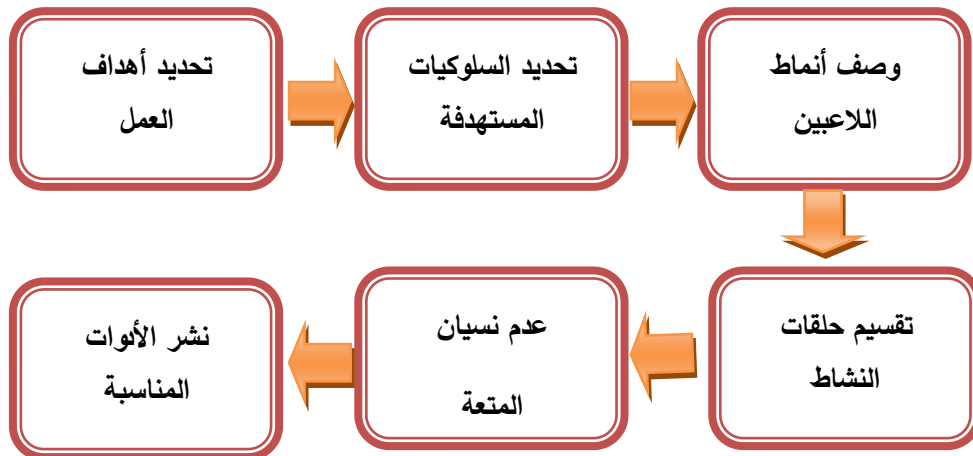 تحديد أهداف
العمل
تحديد السلوكيات
المستهدفة
وصف أنماط
اللاعبين
تقسيم حلقات
النشاط
عدم نسيان
المتعة
نشر الأدوات
المناسبة